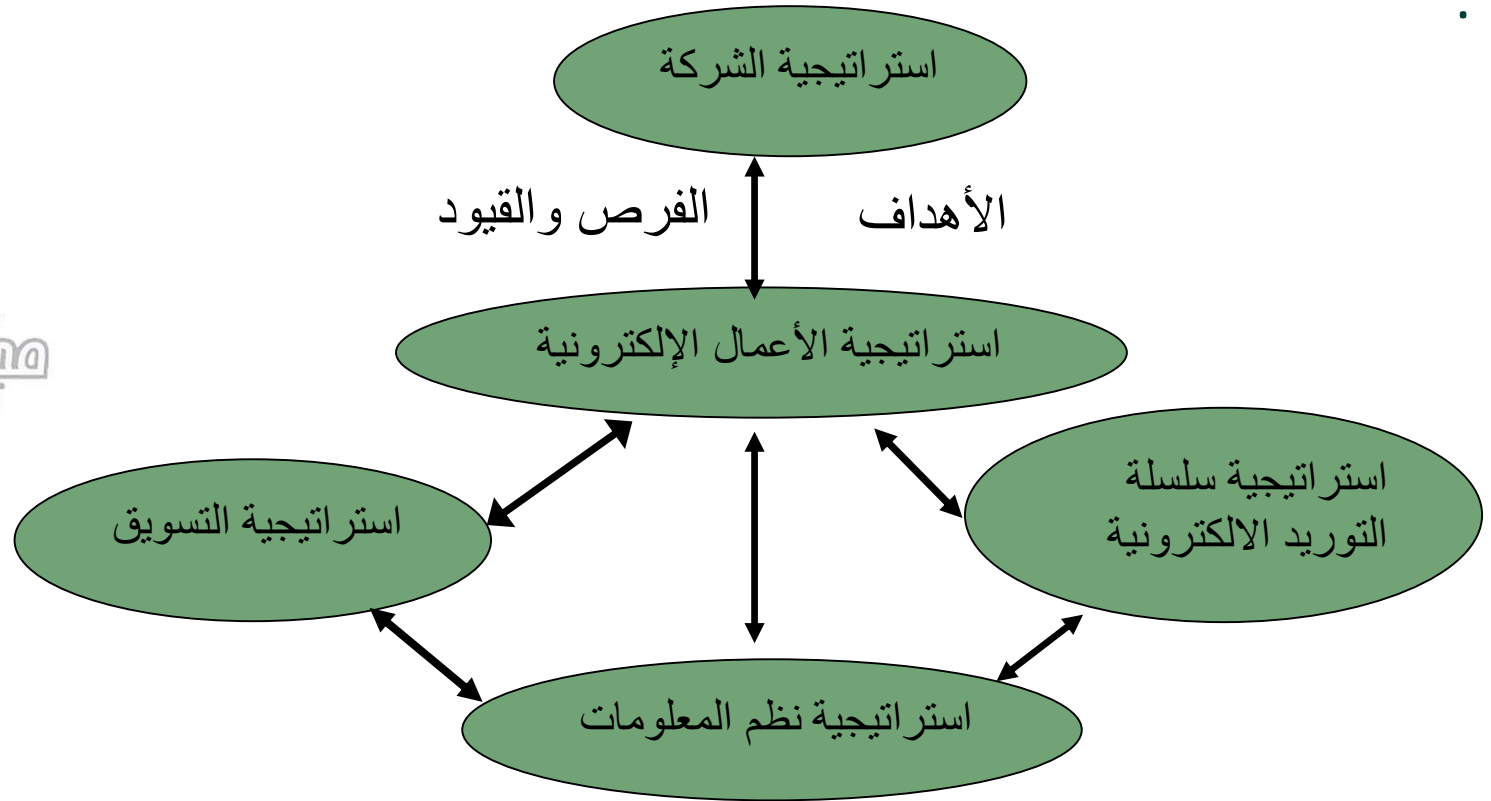 استراتيجية الشركة
الأهداف
الفرص والقيود
استراتيجية الأعمال الإلكترونية
استراتيجية سلسلة
التوريد الالكترونية
استراتيجية التسويق
استراتيجية نظم المعلومات